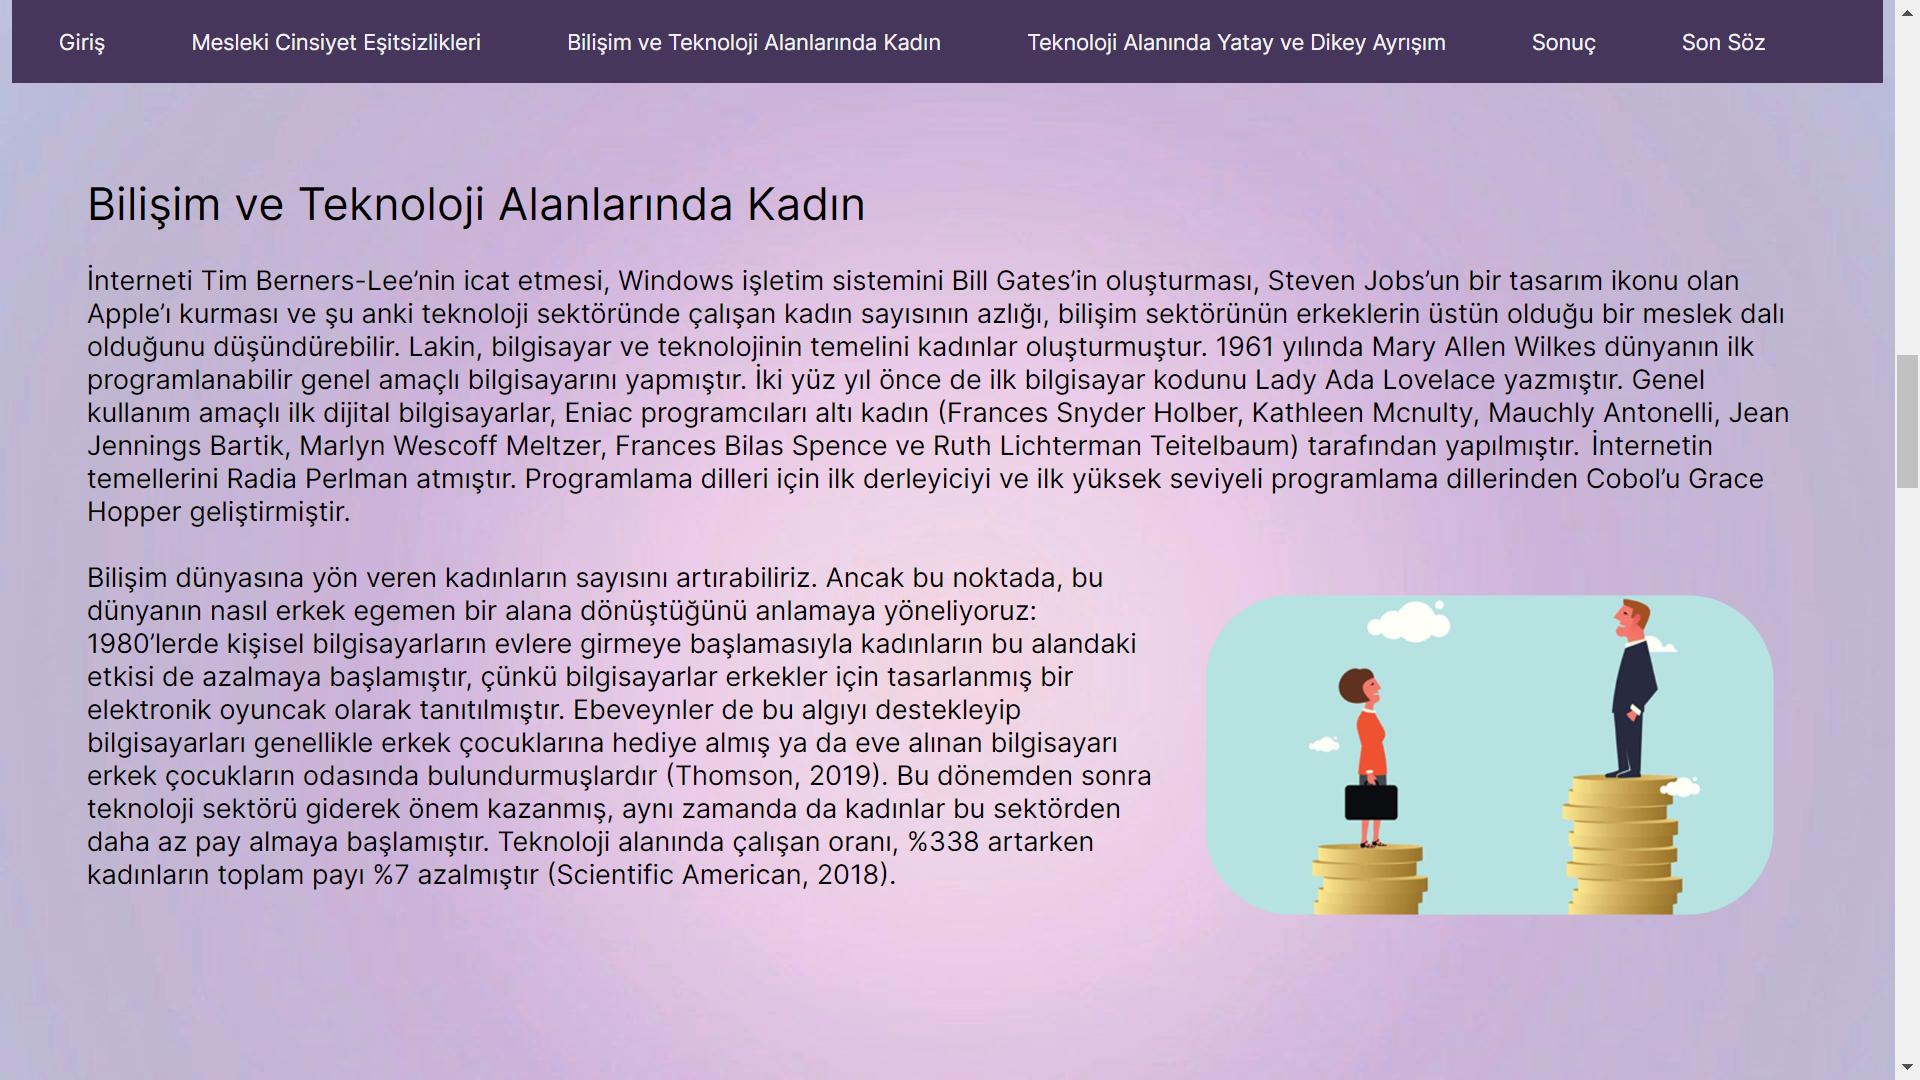 Giriş
Mesleki Cinsiyet Eşitsizlikleri
Bilişim ve Teknoloji Alanlarında Kadın
Teknoloji Alanında Yatay ve Dikey Ayrışım
Sonuç
Son Söz
Bilişim ve Teknoloji Alanlarında Kadın
İnterneti Tim Berners-Lee’nin icat etmesi, Windows işletim sistemini Bill Gates’in oluşturması, Steven Jobs’un bir tasarım ikonu olan
Apple’ı kurması ve şu anki teknoloji sektöründe çalışan kadın sayısının azlığı, bilişim sektörünün erkeklerin üstün olduğu bir meslek dalı
olduğunu düşündürebilir. Lakin, bilgisayar ve teknolojinin temelini kadınlar oluşturmuştur. 1961 yılında Mary Allen Wilkes dünyanın ilk
programlanabilir genel amaçlı bilgisayarını yapmıştır. İki yüz yıl önce de ilk bilgisayar kodunu Lady Ada Lovelace yazmıştır. Genel
kullanım amaçlı ilk dijital bilgisayarlar, Eniac programcıları altı kadın (Frances Snyder Holber, Kathleen Mcnulty, Mauchly Antonelli, Jean
Jennings Bartik, Marlyn Wescoff Meltzer, Frances Bilas Spence ve Ruth Lichterman Teitelbaum) tarafından yapılmıştır. İnternetin
temellerini Radia Perlman atmıştır. Programlama dilleri için ilk derleyiciyi ve ilk yüksek seviyeli programlama dillerinden Cobol’u Grace
Hopper geliştirmiştir.
Bilişim dünyasına yön veren kadınların sayısını artırabiliriz. Ancak bu noktada, bu
dünyanın nasıl erkek egemen bir alana dönüştüğünü anlamaya yöneliyoruz:
1980’lerde kişisel bilgisayarların evlere girmeye başlamasıyla kadınların bu alandaki
etkisi de azalmaya başlamıştır, çünkü bilgisayarlar erkekler için tasarlanmış bir
elektronik oyuncak olarak tanıtılmıştır. Ebeveynler de bu algıyı destekleyip
bilgisayarları genellikle erkek çocuklarına hediye almış ya da eve alınan bilgisayarı
erkek çocukların odasında bulundurmuşlardır (Thomson, 2019). Bu dönemden sonra
teknoloji sektörü giderek önem kazanmış, aynı zamanda da kadınlar bu sektörden
daha az pay almaya başlamıştır. Teknoloji alanında çalışan oranı, %338 artarken
kadınların toplam payı %7 azalmıştır (Scientific American, 2018).